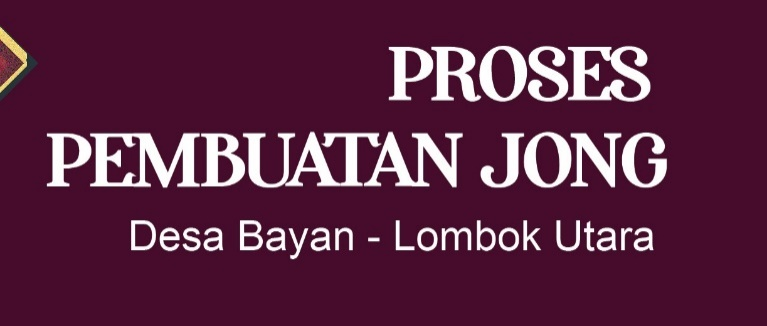 PROSES
PEMBUATAN JONG
Desa Bayan - Lombok Utara